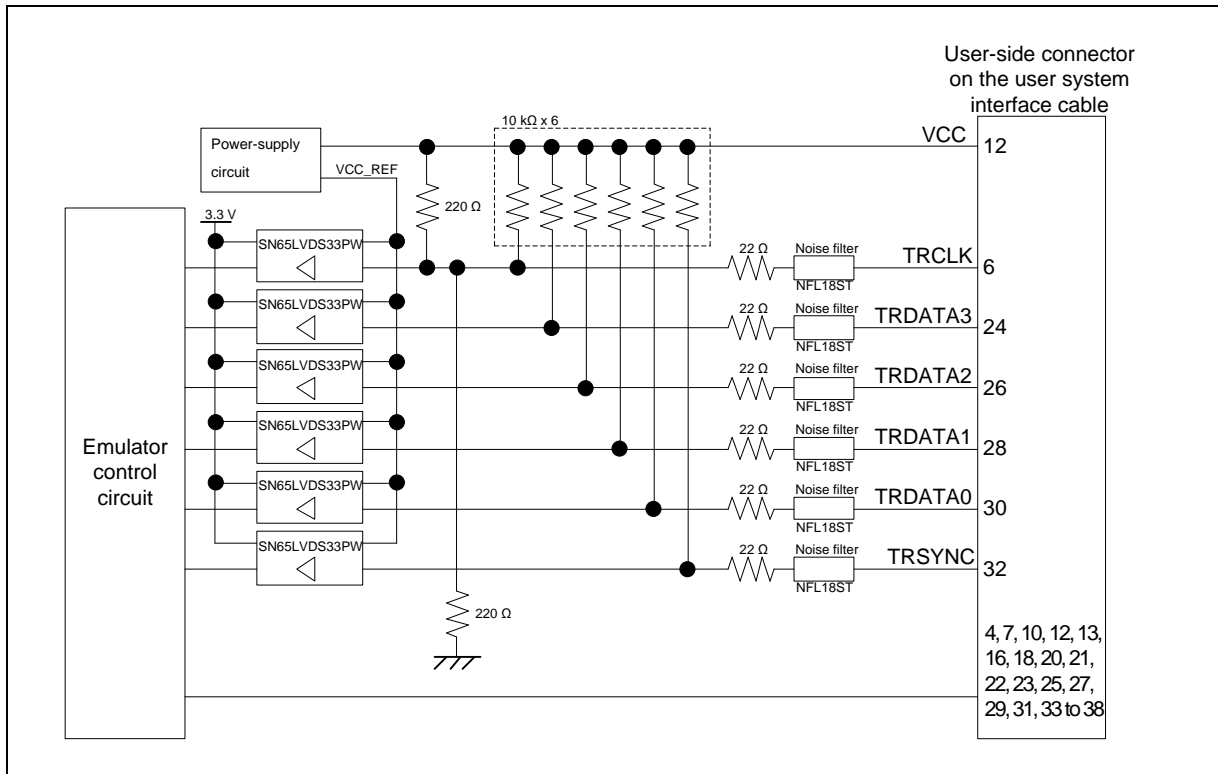 User-side connector
on the user system
interface cable
10 kΩ x 6
VCC
12
Power-supply
circuit
VCC_REF
220 Ω
3.3 V
SN65LVDS33PW
22 Ω
Noise filter
NFL18ST
TRCLK
6
SN65LVDS33PW
22 Ω
Noise filter
NFL18ST
TRDATA3
24
SN65LVDS33PW
22 Ω
Noise filter
NFL18ST
TRDATA2
26
SN65LVDS33PW
22 Ω
Noise filter
NFL18ST
TRDATA1
28
Emulator
control
circuit
SN65LVDS33PW
22 Ω
Noise filter
NFL18ST
TRDATA0
30
SN65LVDS33PW
22 Ω
Noise filter
NFL18ST
TRSYNC
32
220 Ω
4, 7, 10, 12, 13,
16, 18, 20, 21,
22, 23, 25, 27,
29, 31, 33 to 38